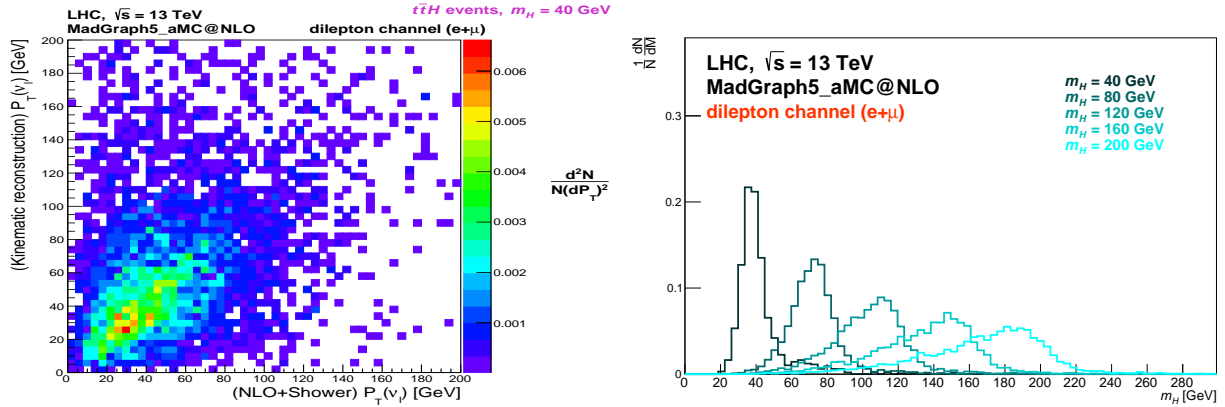 tt̄H events, m_H = 40 GeV
LHC, √s = 13 TeV
MadGraph5_aMC@NLO dilepton channel (e+μ)
(Kinematic reconstruction) P_T(ν_l) [GeV]
200
180
160
140
120
100
80
60
40
20
0
0 20 40 60 80 100 120 140 160 180 200
(NLO+Shower) P_T(ν_l) [GeV]
0.006
0.005
0.004
0.003
0.002
0.001
d²N
N(dP_T)²
1 dN
N dM
LHC, √s = 13 TeV
MadGraph5_aMC@NLO
dilepton channel (e+μ)
m_H = 40 GeV
m_H = 80 GeV
m_H = 120 GeV
m_H = 160 GeV
m_H = 200 GeV
0.3
0.2
0.1
0
0 20 40 60 80 100 120 140 160 180 200 220 240 260 280
m_H [GeV]